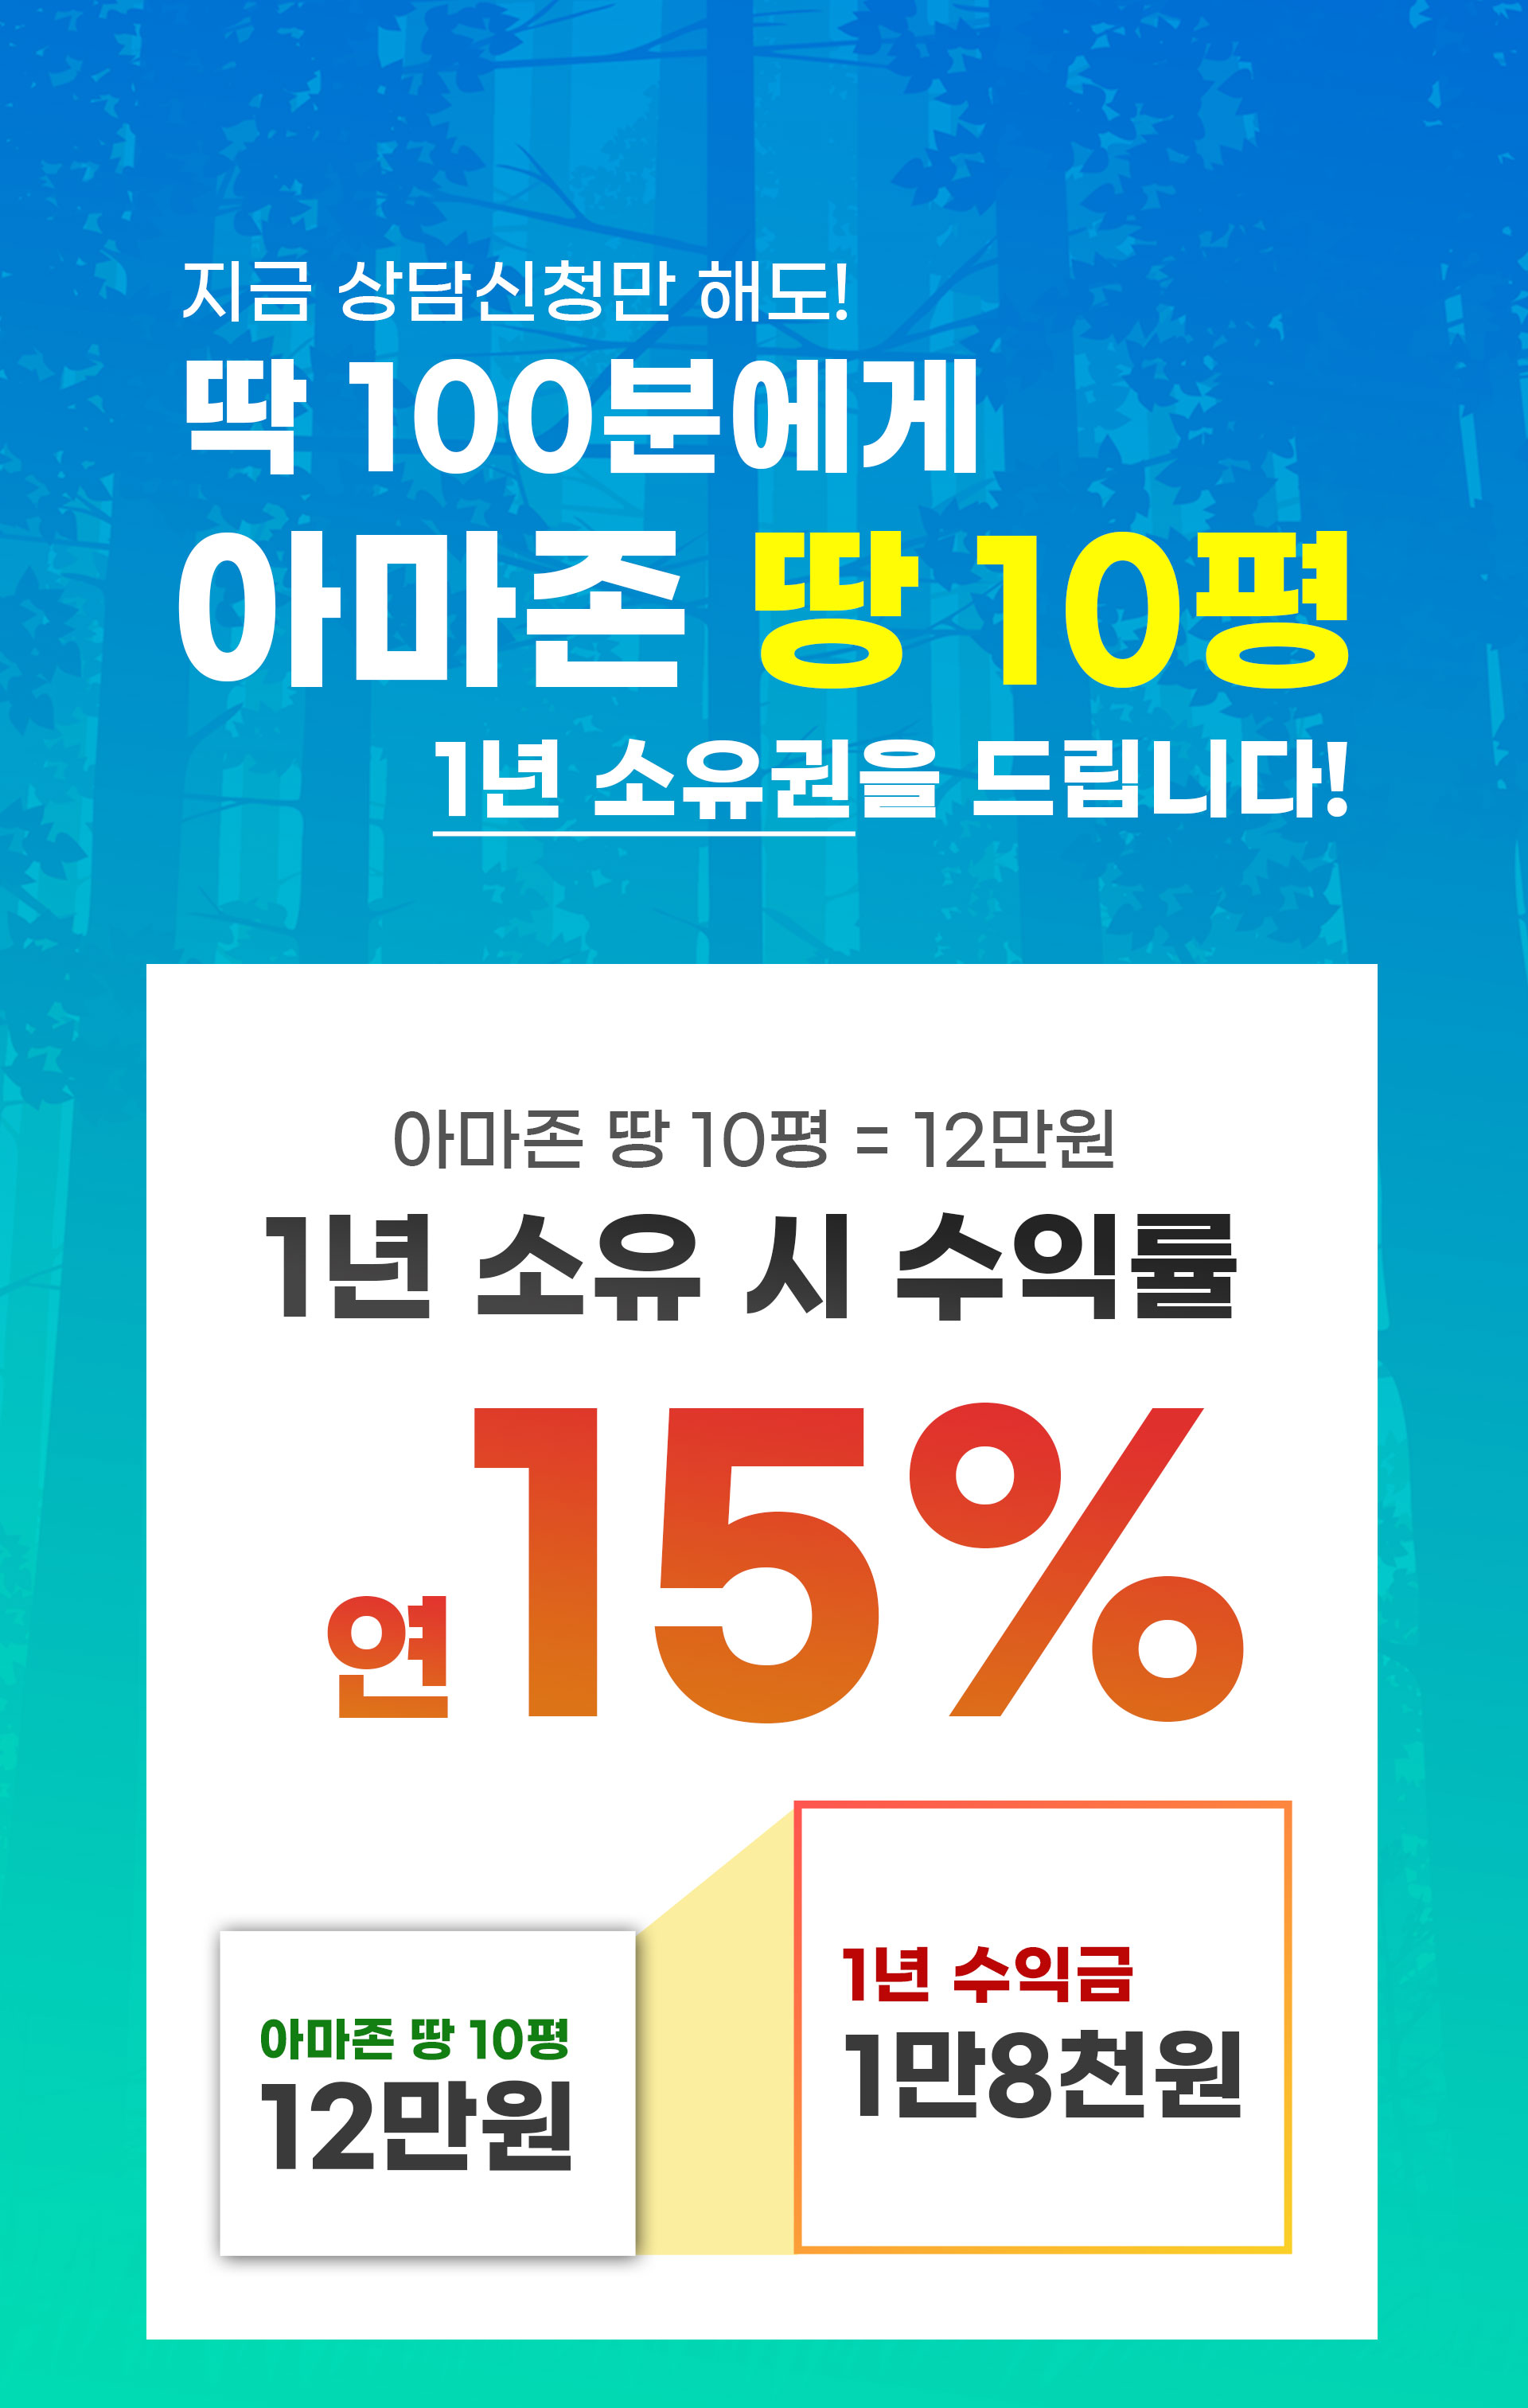 지금 상담신청만 해도!
딱 100분에게
아마존 땅 10평
1년 소유권을 드립니다!
아마존 땅 10평 = 12만원
1년 소유 시 수익률
연 15%
아마존 땅 10평
12만원
1년 수익금
1만8천원